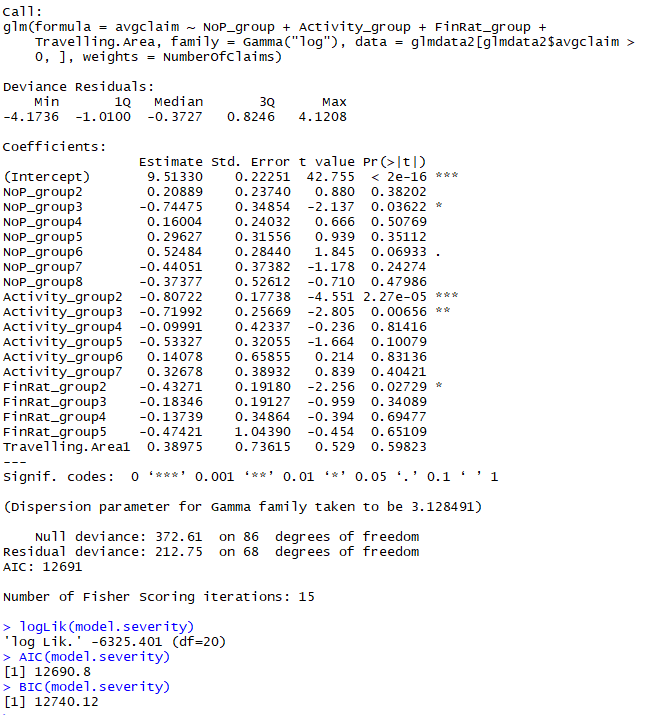 Call:
glm(formula = avgclaim ~ NoP_group + Activity_group + FinRat_group +
    Travelling.Area, family = Gamma("log"), data = glmdata2[glmdata2$avgclaim >
    0, ], weights = NumberOfClaims)
Deviance Residuals:
    Min       1Q   Median       3Q      Max
-4.1736  -1.0100  -0.3727   0.8246   4.1208
Coefficients:
                 Estimate Std. Error t value Pr(>|t|)
(Intercept)       9.51330    0.22251  42.755  < 2e-16 ***
NoP_group2        0.20889    0.23740   0.880  0.38202
NoP_group3       -0.74475    0.34854  -2.137  0.03622 *
NoP_group4        0.16004    0.24032   0.666  0.50769
NoP_group5        0.29627    0.31556   0.939  0.35112
NoP_group6        0.52484    0.28440   1.845  0.06933 .
NoP_group7       -0.44051    0.37382  -1.178  0.24274
NoP_group8       -0.37377    0.52612  -0.710  0.47986
Activity_group2  -0.80722    0.17738  -4.551 2.27e-05 ***
Activity_group3  -0.71992    0.25669  -2.805  0.00656 **
Activity_group4  -0.09991    0.42337  -0.236  0.81416
Activity_group5  -0.53327    0.32055  -1.664  0.10079
Activity_group6   0.14078    0.65855   0.214  0.83136
Activity_group7   0.32678    0.38932   0.839  0.40421
FinRat_group2    -0.43271    0.19180  -2.256  0.02729 *
FinRat_group3    -0.18346    0.19127  -0.959  0.34089
FinRat_group4    -0.13739    0.34864  -0.394  0.69477
FinRat_group5    -0.47421    1.04390  -0.454  0.65109
Travelling.Area1  0.38975    0.73615   0.529  0.59823
---
Signif. codes:  0 ‘***’ 0.001 ‘**’ 0.01 ‘*’ 0.05 ‘.’ 0.1 ‘ ’ 1
(Dispersion parameter for Gamma family taken to be 3.128491)
    Null deviance: 372.61  on 86  degrees of freedom
Residual deviance: 212.75  on 68  degrees of freedom
AIC: 12691
Number of Fisher Scoring iterations: 15
> logLik(model.severity)
'log Lik.' -6325.401 (df=20)
> AIC(model.severity)
[1] 12690.8
> BIC(model.severity)
[1] 12740.12